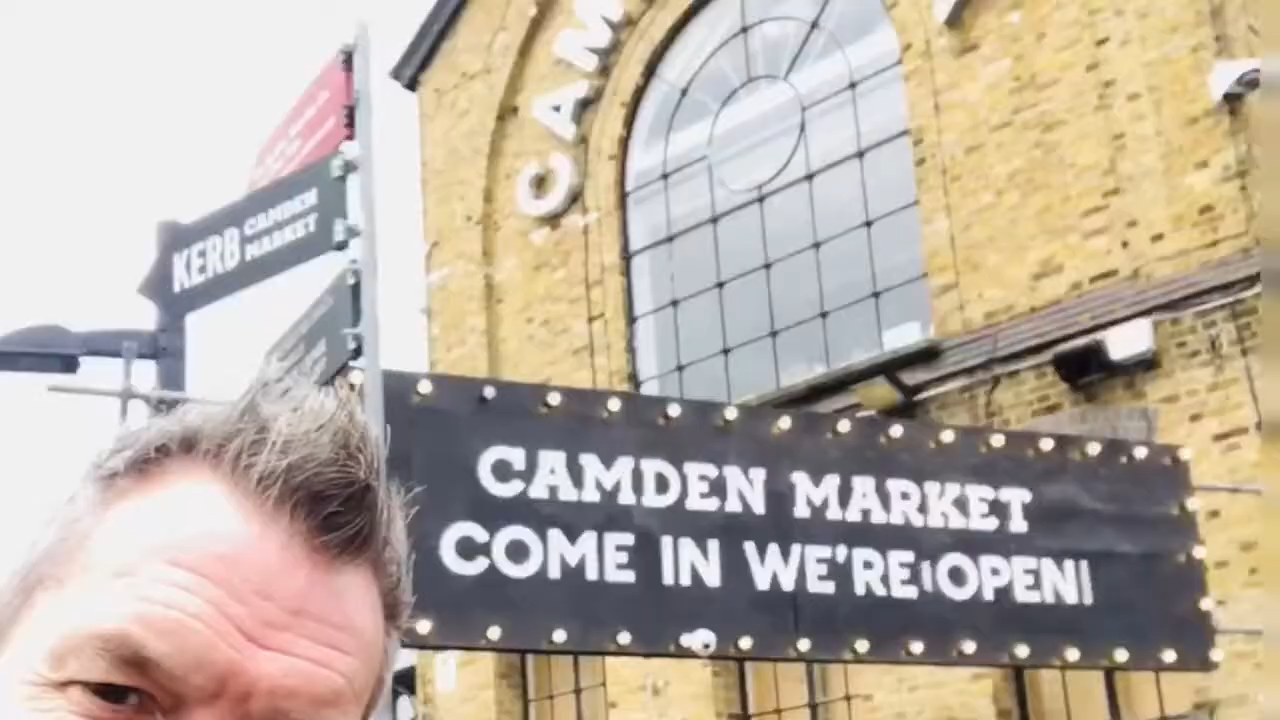 CAM
KERB CAMDEN
MARKET
CAMDEN MARKET
COME IN WE'RE OPEN!